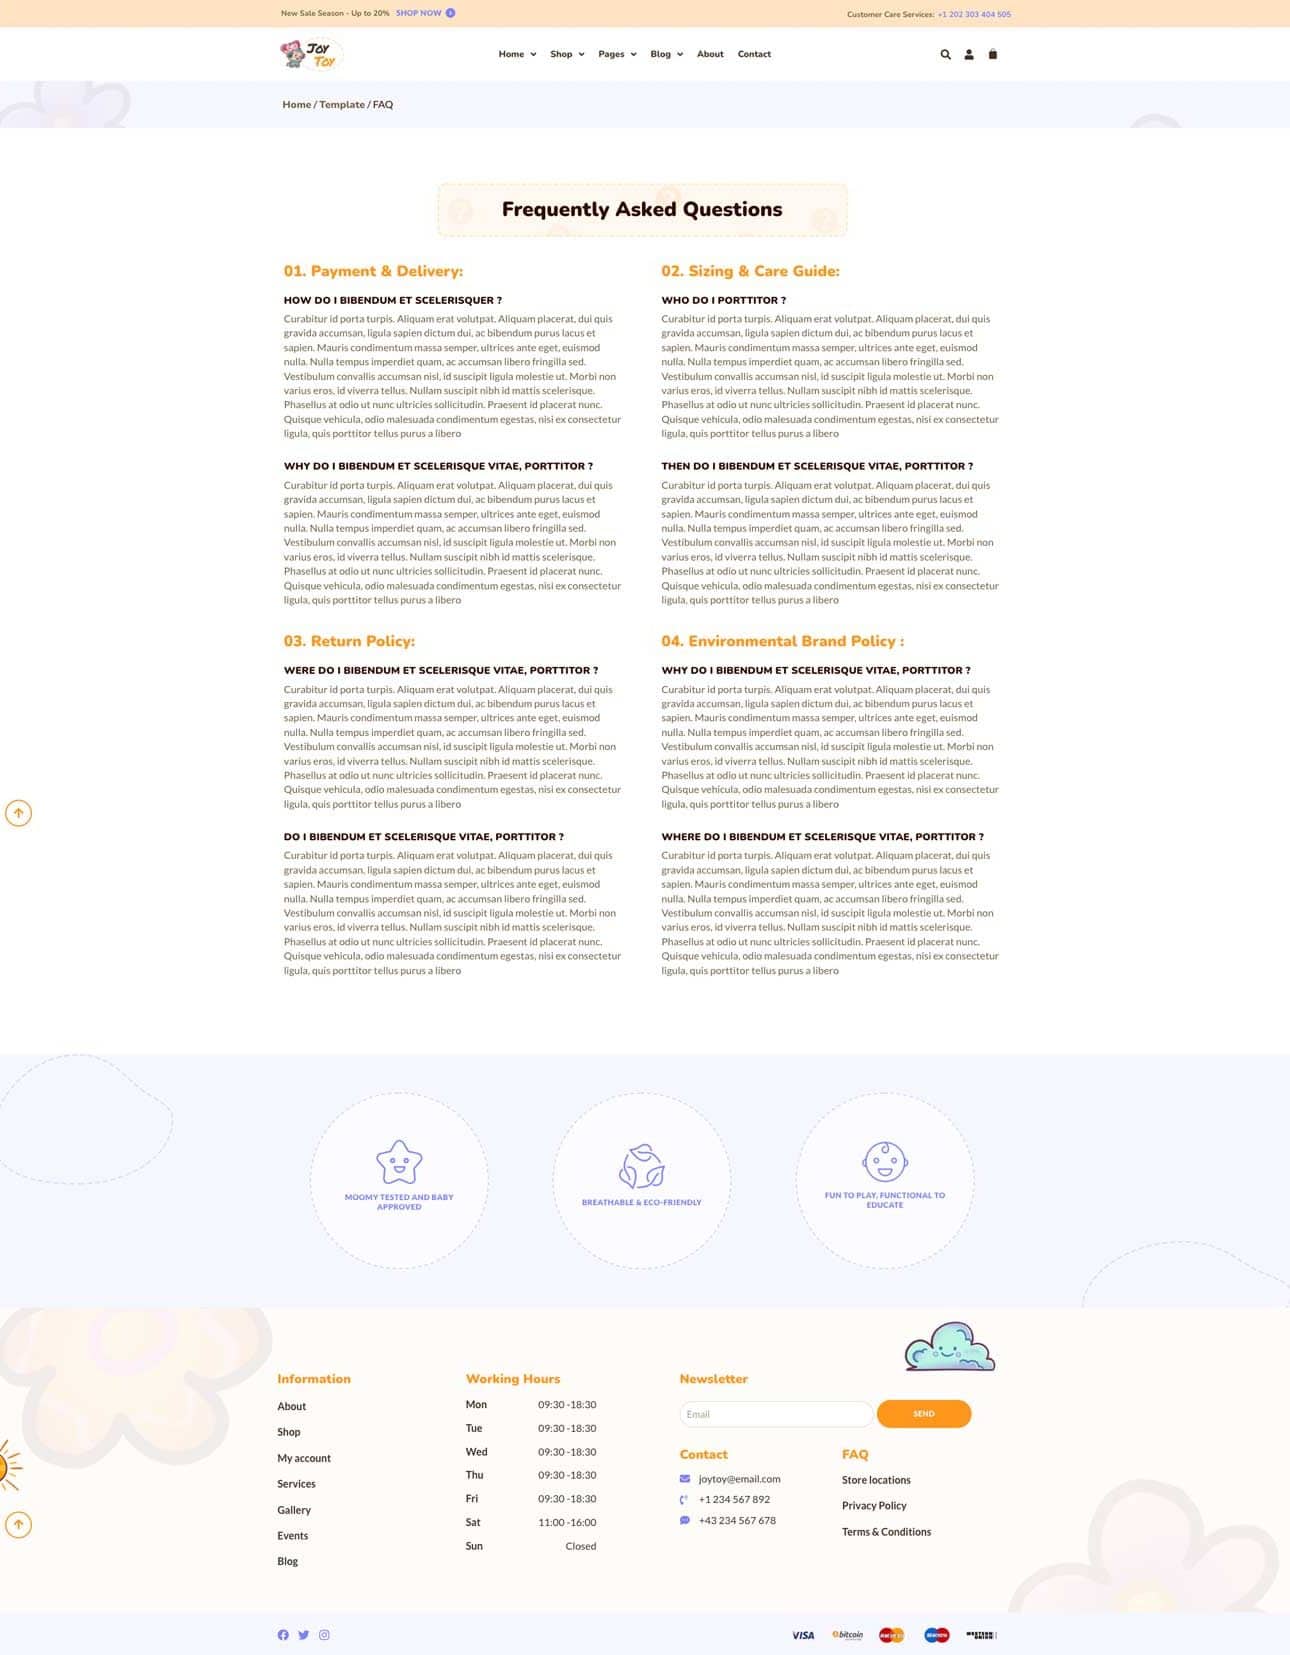 New Sale Season - Up to 20% SHOP NOW
Customer Care Services: +1 202 303 404 505
JOY
TOY
Home Shop Pages Blog About Contact
Home / Template / FAQ
Frequently Asked Questions
01. Payment & Delivery:
HOW DO I BIBENDUM ET SCELERISQUER ?
Curabitur id porta turpis. Aliquam erat volutpat. Aliquam placerat, dui quis
gravida accumsan, ligula sapien dictum dui, ac bibendum purus lacus et
sapien. Mauris condimentum massa semper, ultrices ante eget, euismod
nulla. Nulla tempus imperdiet quam, ac accumsan libero fringilla sed.
Vestibulum convallis accumsan nisl, id suscipit ligula molestie ut. Morbi non
varius eros, id viverra tellus. Nullam suscipit nibh id mattis scelerisque.
Phasellus at odio ut nunc ultricies sollicitudin. Praesent id placerat nunc.
Quisque vehicula, odio malesuada condimentum egestas, nisi ex consectetur
ligula, quis porttitor tellus purus a libero
WHY DO I BIBENDUM ET SCELERISQUE VITAE, PORTTITOR ?
Curabitur id porta turpis. Aliquam erat volutpat. Aliquam placerat, dui quis
gravida accumsan, ligula sapien dictum dui, ac bibendum purus lacus et
sapien. Mauris condimentum massa semper, ultrices ante eget, euismod
nulla. Nulla tempus imperdiet quam, ac accumsan libero fringilla sed.
Vestibulum convallis accumsan nisl, id suscipit ligula molestie ut. Morbi non
varius eros, id viverra tellus. Nullam suscipit nibh id mattis scelerisque.
Phasellus at odio ut nunc ultricies sollicitudin. Praesent id placerat nunc.
Quisque vehicula, odio malesuada condimentum egestas, nisi ex consectetur
ligula, quis porttitor tellus purus a libero
02. Sizing & Care Guide:
WHO DO I PORTTITOR ?
Curabitur id porta turpis. Aliquam erat volutpat. Aliquam placerat, dui quis
gravida accumsan, ligula sapien dictum dui, ac bibendum purus lacus et
sapien. Mauris condimentum massa semper, ultrices ante eget, euismod
nulla. Nulla tempus imperdiet quam, ac accumsan libero fringilla sed.
Vestibulum convallis accumsan nisl, id suscipit ligula molestie ut. Morbi non
varius eros, id viverra tellus. Nullam suscipit nibh id mattis scelerisque.
Phasellus at odio ut nunc ultricies sollicitudin. Praesent id placerat nunc.
Quisque vehicula, odio malesuada condimentum egestas, nisi ex consectetur
ligula, quis porttitor tellus purus a libero
THEN DO I BIBENDUM ET SCELERISQUE VITAE, PORTTITOR ?
Curabitur id porta turpis. Aliquam erat volutpat. Aliquam placerat, dui quis
gravida accumsan, ligula sapien dictum dui, ac bibendum purus lacus et
sapien. Mauris condimentum massa semper, ultrices ante eget, euismod
nulla. Nulla tempus imperdiet quam, ac accumsan libero fringilla sed.
Vestibulum convallis accumsan nisl, id suscipit ligula molestie ut. Morbi non
varius eros, id viverra tellus. Nullam suscipit nibh id mattis scelerisque.
Phasellus at odio ut nunc ultricies sollicitudin. Praesent id placerat nunc.
Quisque vehicula, odio malesuada condimentum egestas, nisi ex consectetur
ligula, quis porttitor tellus purus a libero
03. Return Policy:
WERE DO I BIBENDUM ET SCELERISQUE VITAE, PORTTITOR ?
Curabitur id porta turpis. Aliquam erat volutpat. Aliquam placerat, dui quis
gravida accumsan, ligula sapien dictum dui, ac bibendum purus lacus et
sapien. Mauris condimentum massa semper, ultrices ante eget, euismod
nulla. Nulla tempus imperdiet quam, ac accumsan libero fringilla sed.
Vestibulum convallis accumsan nisl, id suscipit ligula molestie ut. Morbi non
varius eros, id viverra tellus. Nullam suscipit nibh id mattis scelerisque.
Phasellus at odio ut nunc ultricies sollicitudin. Praesent id placerat nunc.
Quisque vehicula, odio malesuada condimentum egestas, nisi ex consectetur
ligula, quis porttitor tellus purus a libero
DO I BIBENDUM ET SCELERISQUE VITAE, PORTTITOR ?
Curabitur id porta turpis. Aliquam erat volutpat. Aliquam placerat, dui quis
gravida accumsan, ligula sapien dictum dui, ac bibendum purus lacus et
sapien. Mauris condimentum massa semper, ultrices ante eget, euismod
nulla. Nulla tempus imperdiet quam, ac accumsan libero fringilla sed.
Vestibulum convallis accumsan nisl, id suscipit ligula molestie ut. Morbi non
varius eros, id viverra tellus. Nullam suscipit nibh id mattis scelerisque.
Phasellus at odio ut nunc ultricies sollicitudin. Praesent id placerat nunc.
Quisque vehicula, odio malesuada condimentum egestas, nisi ex consectetur
ligula, quis porttitor tellus purus a libero
04. Environmental Brand Policy :
WHY DO I BIBENDUM ET SCELERISQUE VITAE, PORTTITOR ?
Curabitur id porta turpis. Aliquam erat volutpat. Aliquam placerat, dui quis
gravida accumsan, ligula sapien dictum dui, ac bibendum purus lacus et
sapien. Mauris condimentum massa semper, ultrices ante eget, euismod
nulla. Nulla tempus imperdiet quam, ac accumsan libero fringilla sed.
Vestibulum convallis accumsan nisl, id suscipit ligula molestie ut. Morbi non
varius eros, id viverra tellus. Nullam suscipit nibh id mattis scelerisque.
Phasellus at odio ut nunc ultricies sollicitudin. Praesent id placerat nunc.
Quisque vehicula, odio malesuada condimentum egestas, nisi ex consectetur
ligula, quis porttitor tellus purus a libero
WHERE DO I BIBENDUM ET SCELERISQUE VITAE, PORTTITOR ?
Curabitur id porta turpis. Aliquam erat volutpat. Aliquam placerat, dui quis
gravida accumsan, ligula sapien dictum dui, ac bibendum purus lacus et
sapien. Mauris condimentum massa semper, ultrices ante eget, euismod
nulla. Nulla tempus imperdiet quam, ac accumsan libero fringilla sed.
Vestibulum convallis accumsan nisl, id suscipit ligula molestie ut. Morbi non
varius eros, id viverra tellus. Nullam suscipit nibh id mattis scelerisque.
Phasellus at odio ut nunc ultricies sollicitudin. Praesent id placerat nunc.
Quisque vehicula, odio malesuada condimentum egestas, nisi ex consectetur
ligula, quis porttitor tellus purus a libero
MOOMY TESTED AND BABY
APPROVED
BREATHABLE & ECO-FRIENDLY
FUN TO PLAY, FUNCTIONAL TO
EDUCATE
Information
About
Shop
My account
Services
Gallery
Events
Blog
Working Hours
Mon 09:30 -18:30
Tue 09:30 -18:30
Wed 09:30 -18:30
Thu 09:30 -18:30
Fri 09:30 -18:30
Sat 11:00 -16:00
Sun Closed
Newsletter
Email
SEND
Contact
joytoy@email.com
+1 234 567 892
+43 234 567 678
FAQ
Store locations
Privacy Policy
Terms & Conditions
VISA
bitcoin
WESTERN
UNION